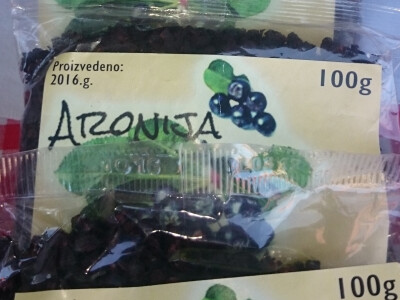 Proizvedeno:
2016.g.
100g
ARONIJA
100g